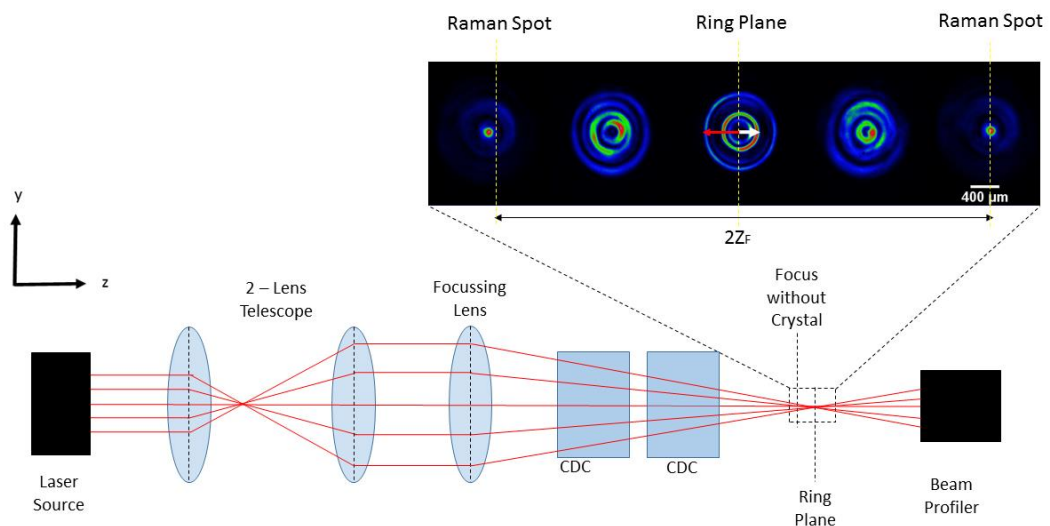 Raman Spot
Ring Plane
Raman Spot
400 µm
2ZF
y
z
2 – Lens
Telescope
Focussing
Lens
Focus
without
Crystal
CDC
CDC
Laser
Source
Ring
Plane
Beam
Profiler